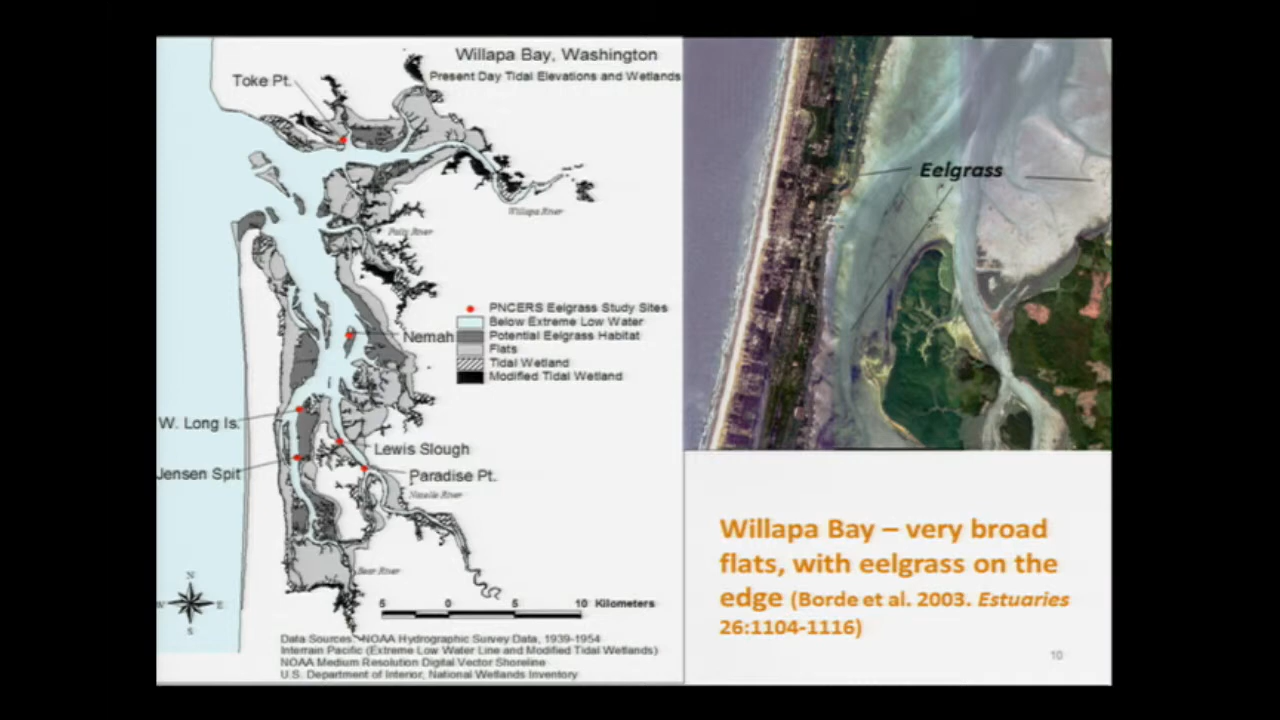 Willapa Bay, Washington
Present Day Tidal Elevations and Wetlands
Toke Pt.
Willapa River
Palix River
PNCERS Eelgrass Study Sites
Below Extreme Low Water
Potential Eelgrass Habitat
Flats
Tidal Wetland
Modified Tidal Wetland
Nemah
W. Long Is.
Lewis Slough
Jensen Spit
Paradise Pt.
Naselle River
Bear River
N
W
E
S
5 0 5 10 Kilometers
Data Sources: NOAA Hydrographic Survey Data, 1939-1954
Interrain Pacific (Extreme Low Water Line and Modified Tidal Wetlands)
NOAA Medium Resolution Digital Vector Shoreline
U.S. Department of Interior, National Wetlands Inventory
Eelgrass
Willapa Bay – very broad
flats, with eelgrass on the
edge (Borde et al. 2003. Estuaries
26:1104-1116)
10